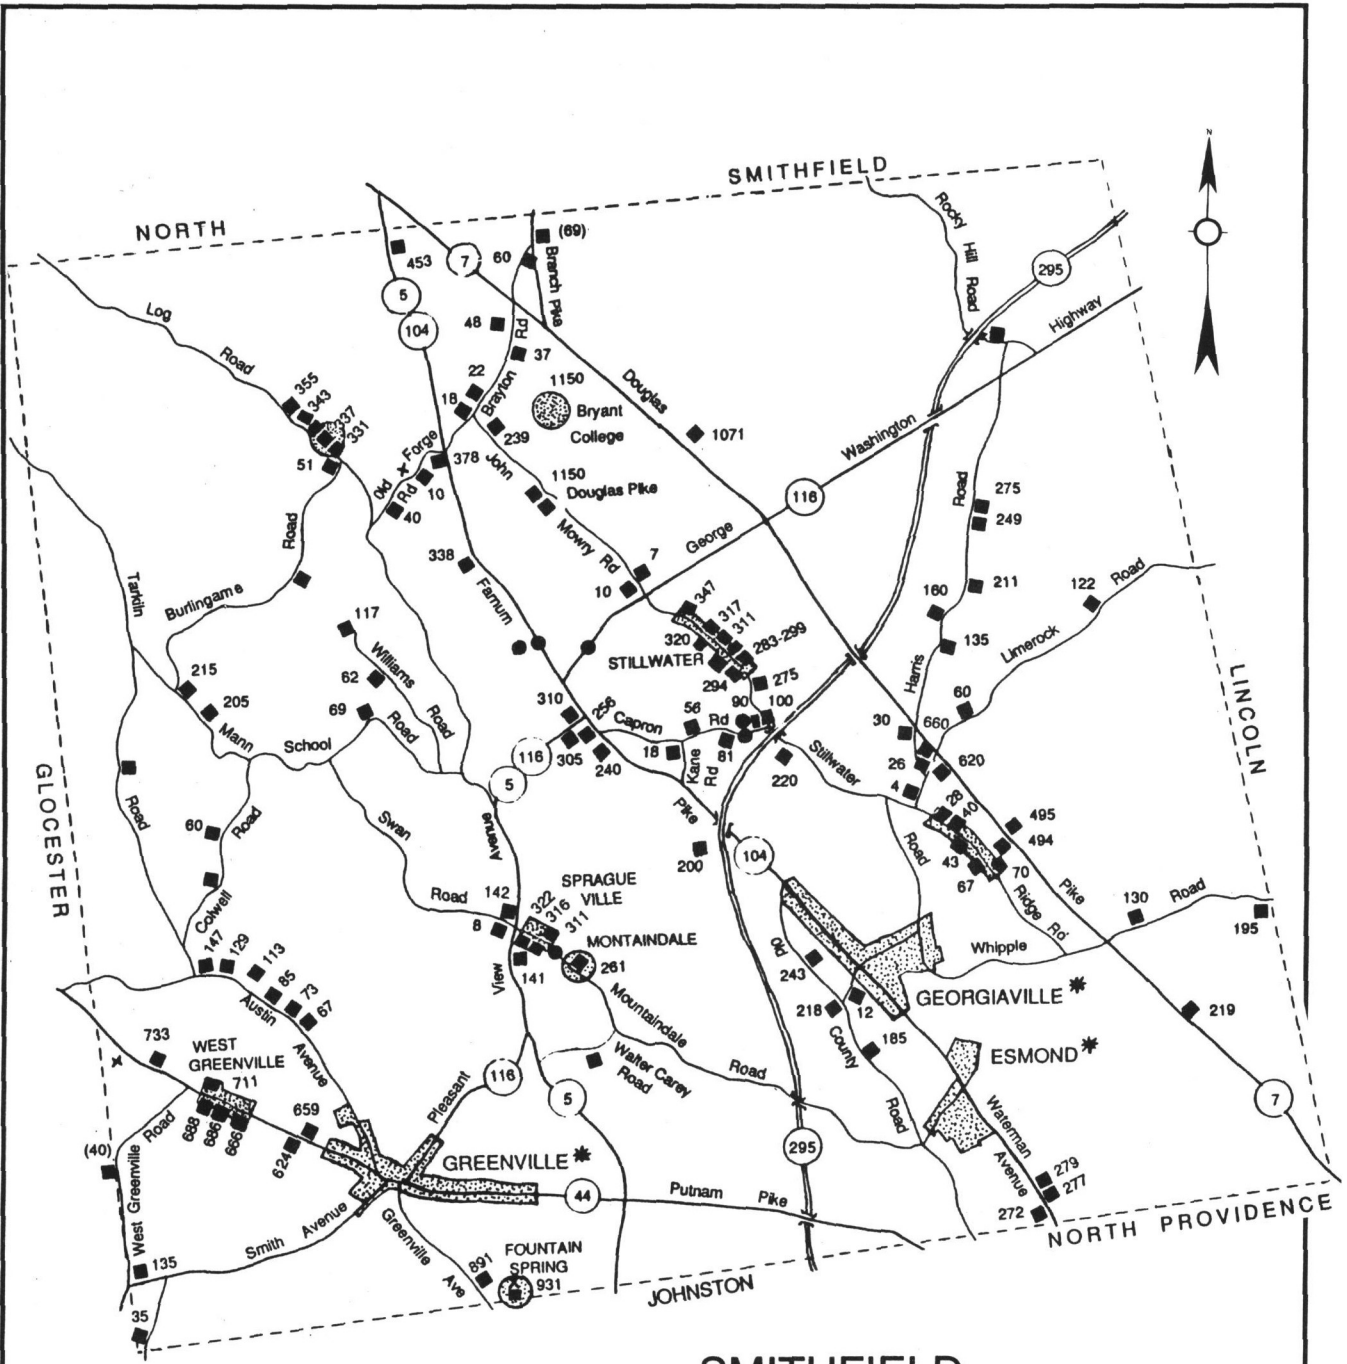 N
SMITHFIELD
NORTH
Rocky Hill Road
295
Highway
453
7
60
(69)
Branch Pike
5
104
48
Rd
37
Log
Road
22
18
Brayton
1150
Bryant
College
239
Douglas
1071
Washington
355
343
337
331
51
Old Forge
Rd
378
10
40
John
1150
Douglas Pike
Mowry Rd
116
George
Road
275
249
Road
338
Farnum
7
10
Tarkiln
Burlingame
117
Williams
62
69
Road
Road
347
317
311
320
283-299
STILLWATER
294
275
211
160
135
122
Road
Limerock
Harris
60
LINCOLN
215
205
Mann
School
310
256
Capron
56
Rd
90
100
30
660
116
305
240
18
Kane Rd
81
220
Stillwater
26
620
5
4
GLOCESTER
Road
60
Road
Swan
Avenue
Pike
28
40
495
494
Road
43
67
70
200
104
Pike
Colwell
Road
142
SPRAGUE
VILLE
322
316
311
8
141
MONTAINDALE
261
Ridge Rd
130
Road
195
Whipple
147
129
113
85
73
67
Austin
Avenue
View
Old
243
218
12
GEORGIAVILLE*
Mountaindale
219
733
WEST
GREENVILLE
711
Walter Carey
Road
Road
County
185
ESMOND*
688
686
666
659
624
116
Pleasant
5
7
Road
Waterman
Avenue
(40)
Road
West Greenville
GREENVILLE*
295
279
277
272
44
Putnam
Pike
NORTH PROVIDENCE
Smith
Avenue
Greenville
Ave
135
891
FOUNTAIN
SPRING
931
JOHNSTON
35
SMITHFIELD